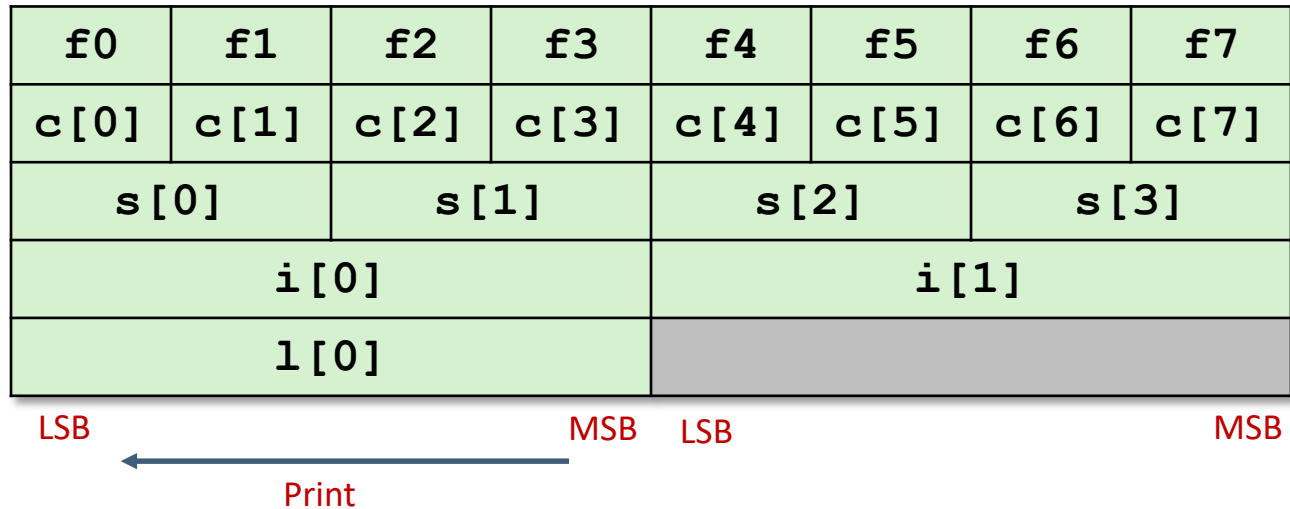 f0 f1 f2 f3 f4 f5 f6 f7
c[0] c[1] c[2] c[3] c[4] c[5] c[6] c[7]
s[0] s[1] s[2] s[3]
i[0] i[1]
l[0]
LSB MSB LSB MSB
Print